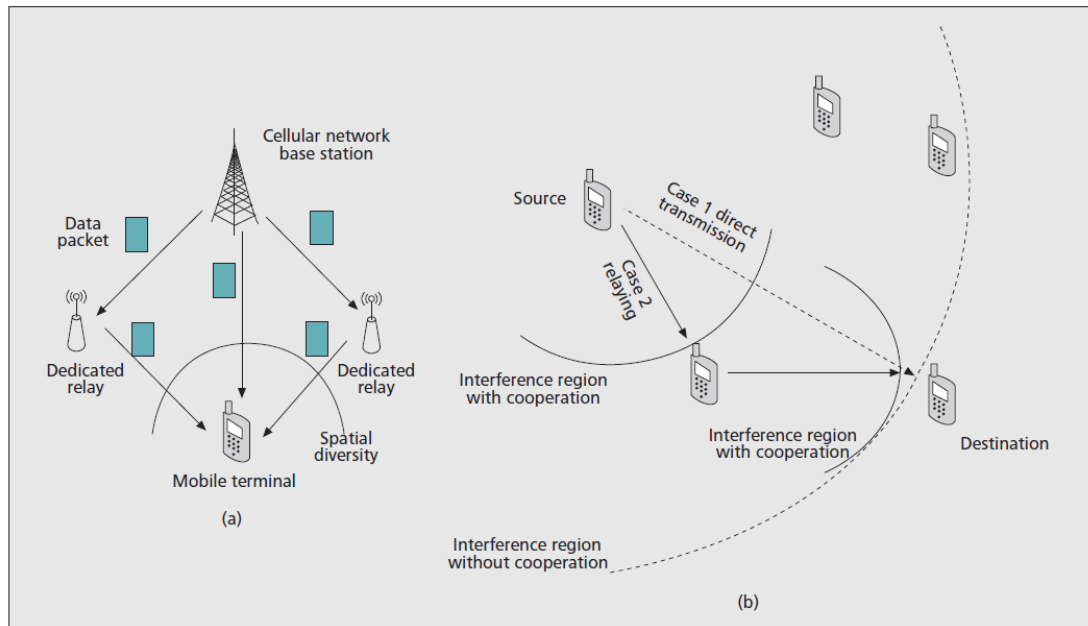 Cellular network
base station
Data
packet
Dedicated
relay
Dedicated
relay
Spatial
diversity
Mobile terminal
(a)
Source
Case 1 direct
transmission
Case 2
relaying
Interference region
with cooperation
Interference region
with cooperation
Destination
Interference region
without cooperation
(b)